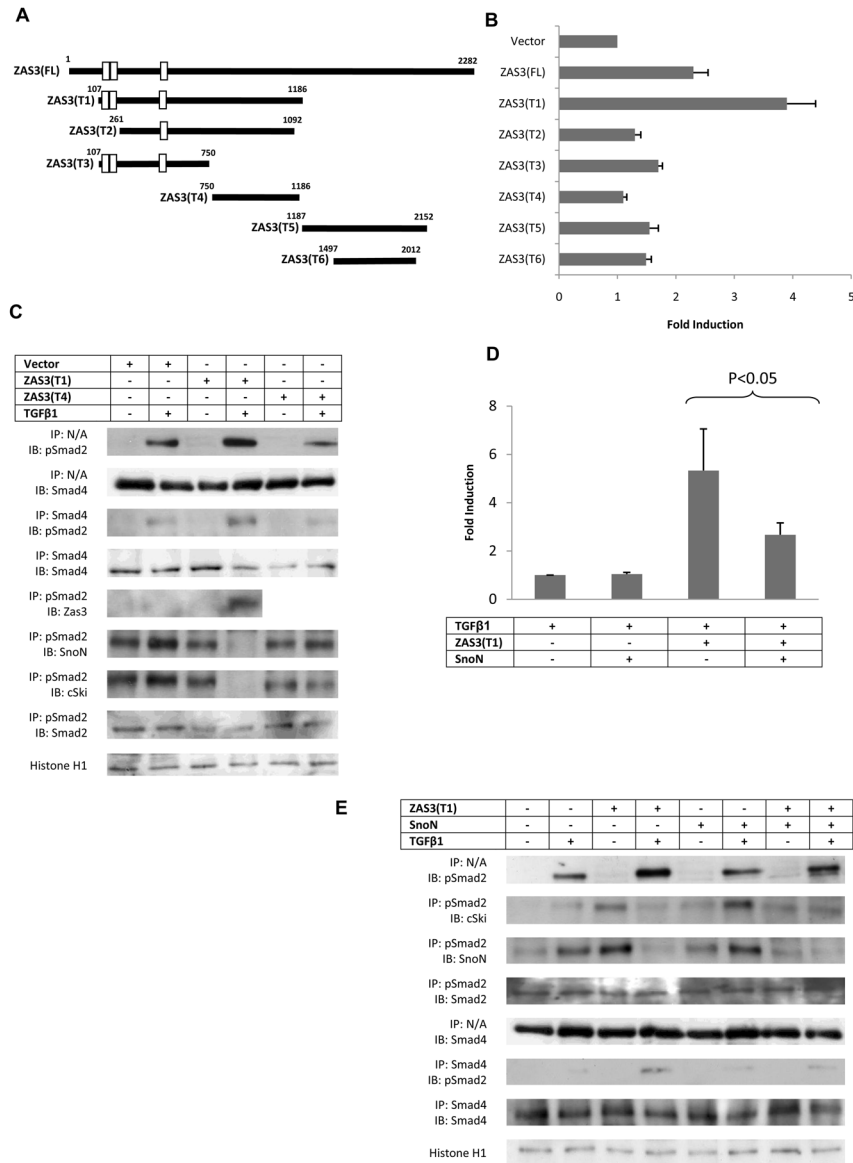 A
1
2282
ZAS3(FL)
107
1186
ZAS3(T1)
261
1092
ZAS3(T2)
107
750
ZAS3(T3)
750
1186
ZAS3(T4)
1187
2152
ZAS3(T5)
1497
2012
ZAS3(T6)
B
Vector
ZAS3(FL)
ZAS3(T1)
ZAS3(T2)
ZAS3(T3)
ZAS3(T4)
ZAS3(T5)
ZAS3(T6)
0 1 2 3 4 5
Fold Induction
C
Vector + + - - - -
ZAS3(T1) - - + + - -
ZAS3(T4) - - - - + +
TGFβ1 - + - + - +
IP: N/A
IB: pSmad2
IP: N/A
IB: Smad4
IP: Smad4
IB: pSmad2
IP: Smad4
IB: Smad4
IP: pSmad2
IB: Zas3
IP: pSmad2
IB: SnoN
IP: pSmad2
IB: cSki
IP: pSmad2
IB: Smad2
Histone H1
D
P<0.05
8
6
4
2
0
Fold Induction
TGFβ1 + + + +
ZAS3(T1) - - + +
SnoN - + - +
E
ZAS3(T1) - - + + - - + +
SnoN - - - - + + + +
TGFβ1 - + - + - + - +
IP: N/A
IB: pSmad2
IP: pSmad2
IB: cSki
IP: pSmad2
IB: SnoN
IP: pSmad2
IB: Smad2
IP: N/A
IB: Smad4
IP: Smad4
IB: pSmad2
IP: Smad4
IB: Smad4
Histone H1